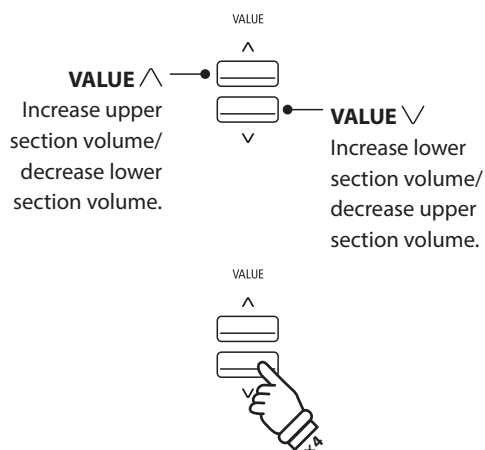 VALUE
VALUE ∧
Increase upper
section volume/
decrease lower
section volume.
VALUE ∨
Increase lower
section volume/
decrease upper
section volume.
VALUE
×4